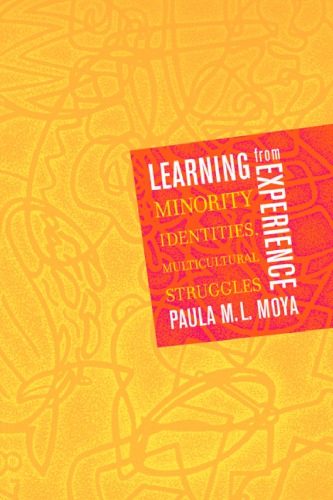 LEARNING from
EXPERIENCE
MINORITY
IDENTITIES,
MULTICULTURAL
STRUGGLES
PAULA M.L. MOYA